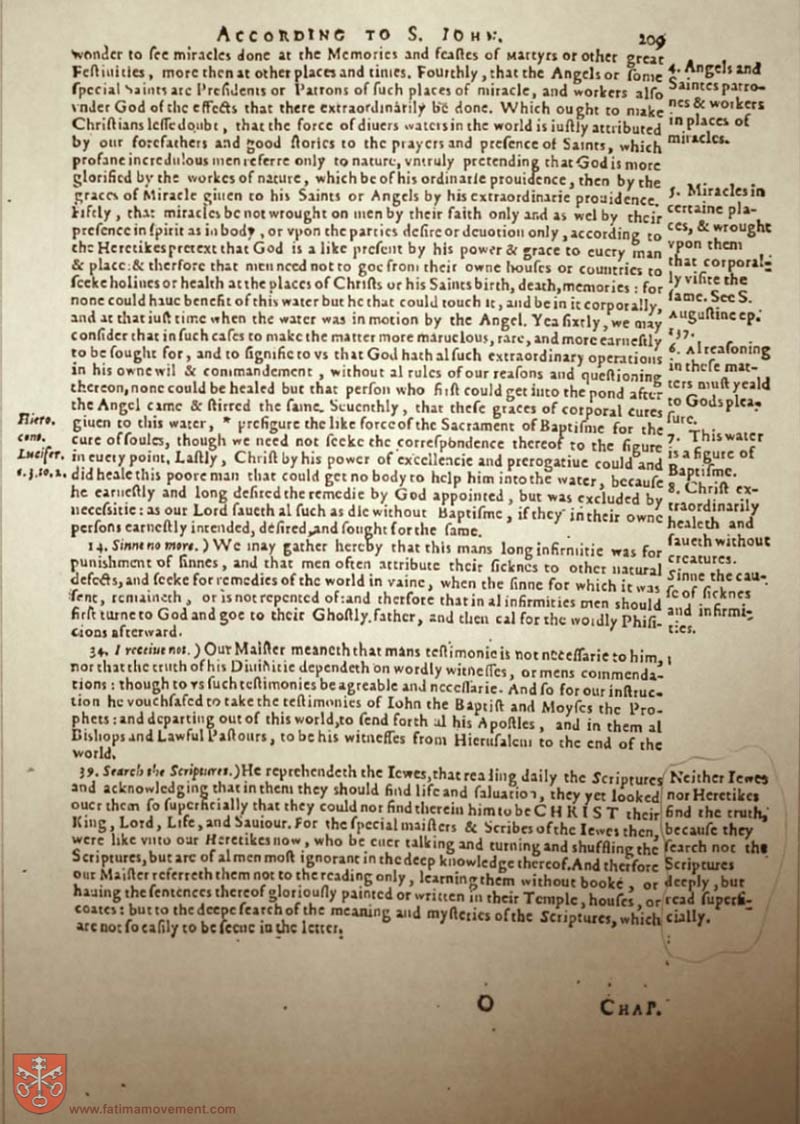 ACCORDING TO S. IOHN. 209
wonder to ſee miracles done at the Memories and feaſtes of Martyrs or other great
Feſtiuities, more then at other places and times. Fourthly, that the Angels or ſome
ſpecial Saints are Preſidents or Patrons of ſuch places of miracle, and workers alſo
vnder God of the effects that there extraordinarily be done. Which ought to make
Chriſtians leſſe doubt, that the force of diuers waters in the world is iuſtly attributed
by our forefathers and good ſtories to the prayers and preſence of Saints, which
profane incredulous men referre only to nature, vntruly pretending that God is more
glorified by the workes of nature, which be of his ordinarie prouidence, then by the
graces of Miracle giuen to his Saints or Angels by his extraordinarie prouidence.
Fiftly, that miracles be not wrought on men by their faith only and as wel by their
preſence in ſpirit as in body, or vpon the parties deſire or deuotion only, according to
the Heretikes pretext that God is a like preſent by his power & grace to euery man
& place: & therfore that men need not to goe from their owne houſes or countries to
ſeeke holines or health at the places of Chriſts or his Saints birth, death, memories: for
none could haue benefit of this water but he that could touch it, and be in it corporally,
and at that iuſt time when the water was in motion by the Angel. Yea ſixtly, we may
conſider that in ſuch caſes to make the matter more maruelous, rare, and more earneſtly
to be ſought for, and to ſignifie to vs that God hath al ſuch extraordinary operations
in his owne wil & commandement, without al rules of our reaſons and queſtioning
thereon, none could be healed but that perſon who firſt could get into the pond after
the Angel came & ſtirred the ſame. Seuenthly, that theſe graces of corporal cures
giuen to this water, * prefigure the like force of the Sacrament of Baptiſme for the
cure of ſoules, though we need not ſeeke the correſpondence thereof to the figure
in euery point. Laſtly, Chriſt by his power of excellencie and prerogatiue could and
did heale this poore man that could get no body to help him into the water, becauſe
he earneſtly and long deſired the remedie by God appointed, but was excluded by
neceſſitie: as our Lord ſaueth al ſuch as die without Baptiſme, if they in their owne
perſons earneſtly intended, deſired, and ſought for the ſame.
14. Sinne no more.) We may gather hereby that this mans long infirmitie was for
punishment of ſinnes, and that men often attribute their ſicknes to other natural
defects, and ſeeke for remedies of the world in vaine, when the ſinne for which it was
ſent, remaineth, or is not repented of: and therfore that in al infirmities men should
firſt turne to God and goe to their Ghoſtly father, and then cal for the worldly Phiſi-
cions afterward.
34. I receiue not.) Our Maiſter meaneth that mans teſtimonie is not neceſſarie to him,
nor that the truth of his Diuinitie dependeth on wordly witneſſes, or mens commenda-
tions: though to vs ſuch teſtimonies be agreable and neceſſarie. And ſo for our inſtruc-
tion he vouchſafed to take the teſtimonies of Iohn the Baptiſt and Moyſes the Pro-
phets: and departing out of this world, to ſend forth al his Apoſtles, and in them al
Bishops and Lawful Paſtours, to be his witneſſes from Hieruſalem to the end of the
world.
39. Search the Scriptures.) He reprehendeth the Iewes, that reading daily the Scriptures
and acknowledging that in them they should find life and ſaluation, they yet looked
ouer them ſo ſuperficially that they could not find therein him to be CHRIST their
King, Lord, Life, and Sauiour. For the ſpecial maiſters & Scribes of the Iewes then,
were like vnto our Heretikes now, who be euer talking and turning and shuffling the
Scriptures, but are of al men moſt ignorant in the deep knowledge thereof. And therfore
our Maiſter referreth them not to the reading only, learning them without booke, or
hauing the ſentences thereof gloriouſly painted or written in their Temple, houſes, or
coates: but to the deepe ſearch of the meaning and myſteries of the Scriptures, which
are not ſo eaſily to be ſeene in the letter.
Hiero.
cont.
Lucifer.
4. Angels and
Saintes patro-
nes & workers
in places of
miracles.
5. Miracles in
certaine pla-
ces, & wrought
vpon them
that corporal-
ly viſite the
ſame. See S.
Auguſtine ep.
137.
6. Al reaſoning
in theſe mat-
ters muſt yeald
to Gods plea-
ſure.
7. This water
is a figure of
Baptiſme.
8. Chriſt ex-
traordinarily
healeth and
ſaueth without
creatures.
Sinne the cau-
ſe of ſicknes
and infirmi-
ties.
Neither Iewes
nor Heretikes
find the truth,
becauſe they
ſearch not the
Scriptures
deeply, but
read ſuperfi-
cially.
O CHAP.
www.fatimamovement.com